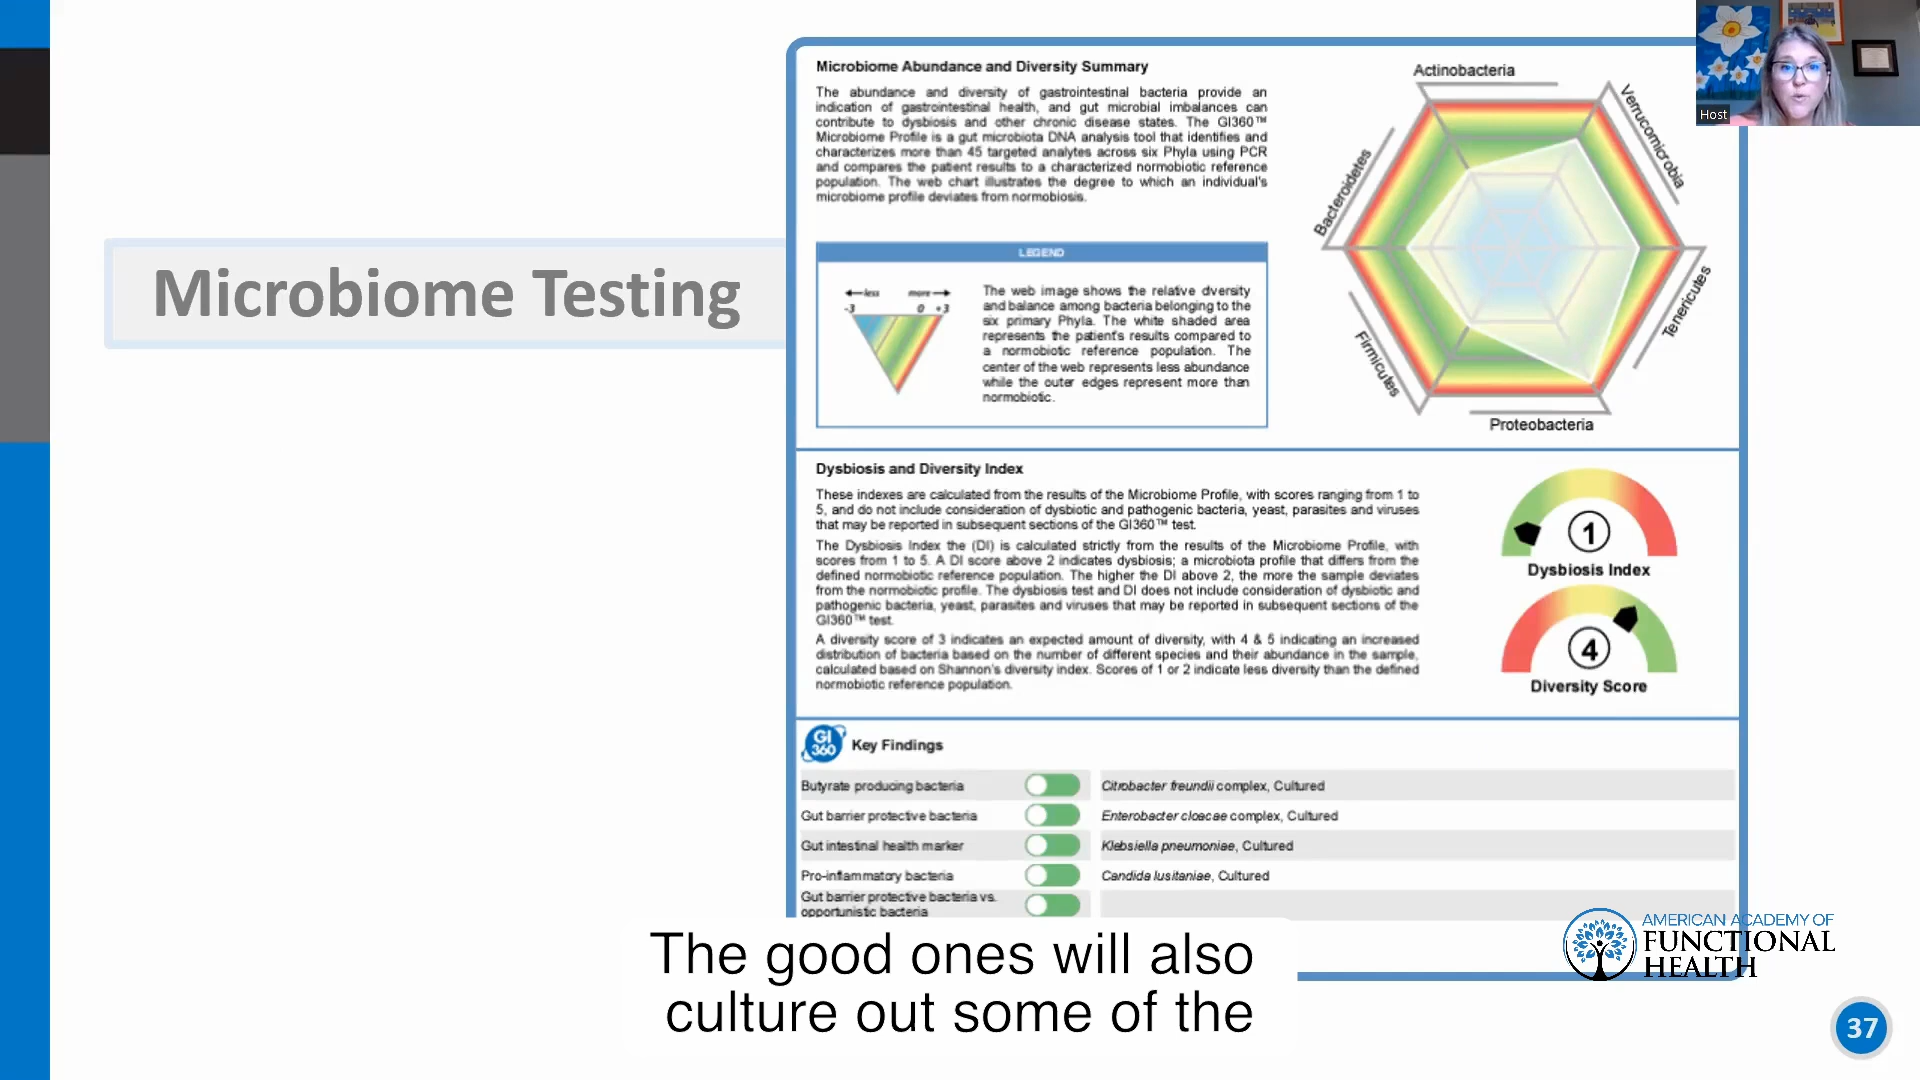 Microbiome Testing
Microbiome Abundance and Diversity Summary
The abundance and diversity of gastrointestinal bacteria provide an
indication of gastrointestinal health, and gut microbial imbalances can
contribute to dysbiosis and other chronic disease states. The GI360™
Microbiome Profile is a gut microbiota DNA analysis tool that identifies and
characterizes more than 45 targeted analytes across six Phyla using PCR
and compares the patient results to a characterized normobiotic reference
population. The web chart illustrates the degree to which an individual's
microbiome profile deviates from normobiosis.
LEGEND
less more
-3 0 +3
The web image shows the relative diversity
and balance among bacteria belonging to the
six primary Phyla. The white shaded area
represents the patient's results compared to
a normobiotic reference population. The
center of the web represents less abundance
while the outer edges represent more than
normobiotic.
Actinobacteria
Verrucomicrobia
Bacteroidetes
Tenericutes
Firmicutes
Proteobacteria
Host
Dysbiosis and Diversity Index
These indexes are calculated from the results of the Microbiome Profile, with scores ranging from 1 to
5, and do not include consideration of dysbiotic and pathogenic bacteria, yeast, parasites and viruses
that may be reported in subsequent sections of the GI360™ test.
The Dysbiosis Index the (DI) is calculated strictly from the results of the Microbiome Profile, with
scores from 1 to 5. A DI score above 2 indicates dysbiosis; a microbiota profile that differs from the
defined normobiotic reference population. The higher the DI above 2, the more the sample deviates
from the normobiotic profile. The dysbiosis test and DI does not include consideration of dysbiotic and
pathogenic bacteria, yeast, parasites and viruses that may be reported in subsequent sections of the
GI360™ test.
A diversity score of 3 indicates an expected amount of diversity, with 4 & 5 indicating an increased
distribution of bacteria based on the number of different species and their abundance in the sample,
calculated based on Shannon's diversity index. Scores of 1 or 2 indicate less diversity than the defined
normobiotic reference population.
1
Dysbiosis Index
4
Diversity Score
GI
360
Key Findings
Butyrate producing bacteria
Citrobacter freundii complex, Cultured
Gut barrier protective bacteria
Enterobacter cloacae complex, Cultured
Gut intestinal health marker
Klebsiella pneumoniae, Cultured
Pro-inflammatory bacteria
Candida lusitaniae, Cultured
Gut barrier protective bacteria vs.
opportunistic bacteria
The good ones will also
culture out some of the
AMERICAN ACADEMY OF
FUNCTIONAL
HEALTH
37